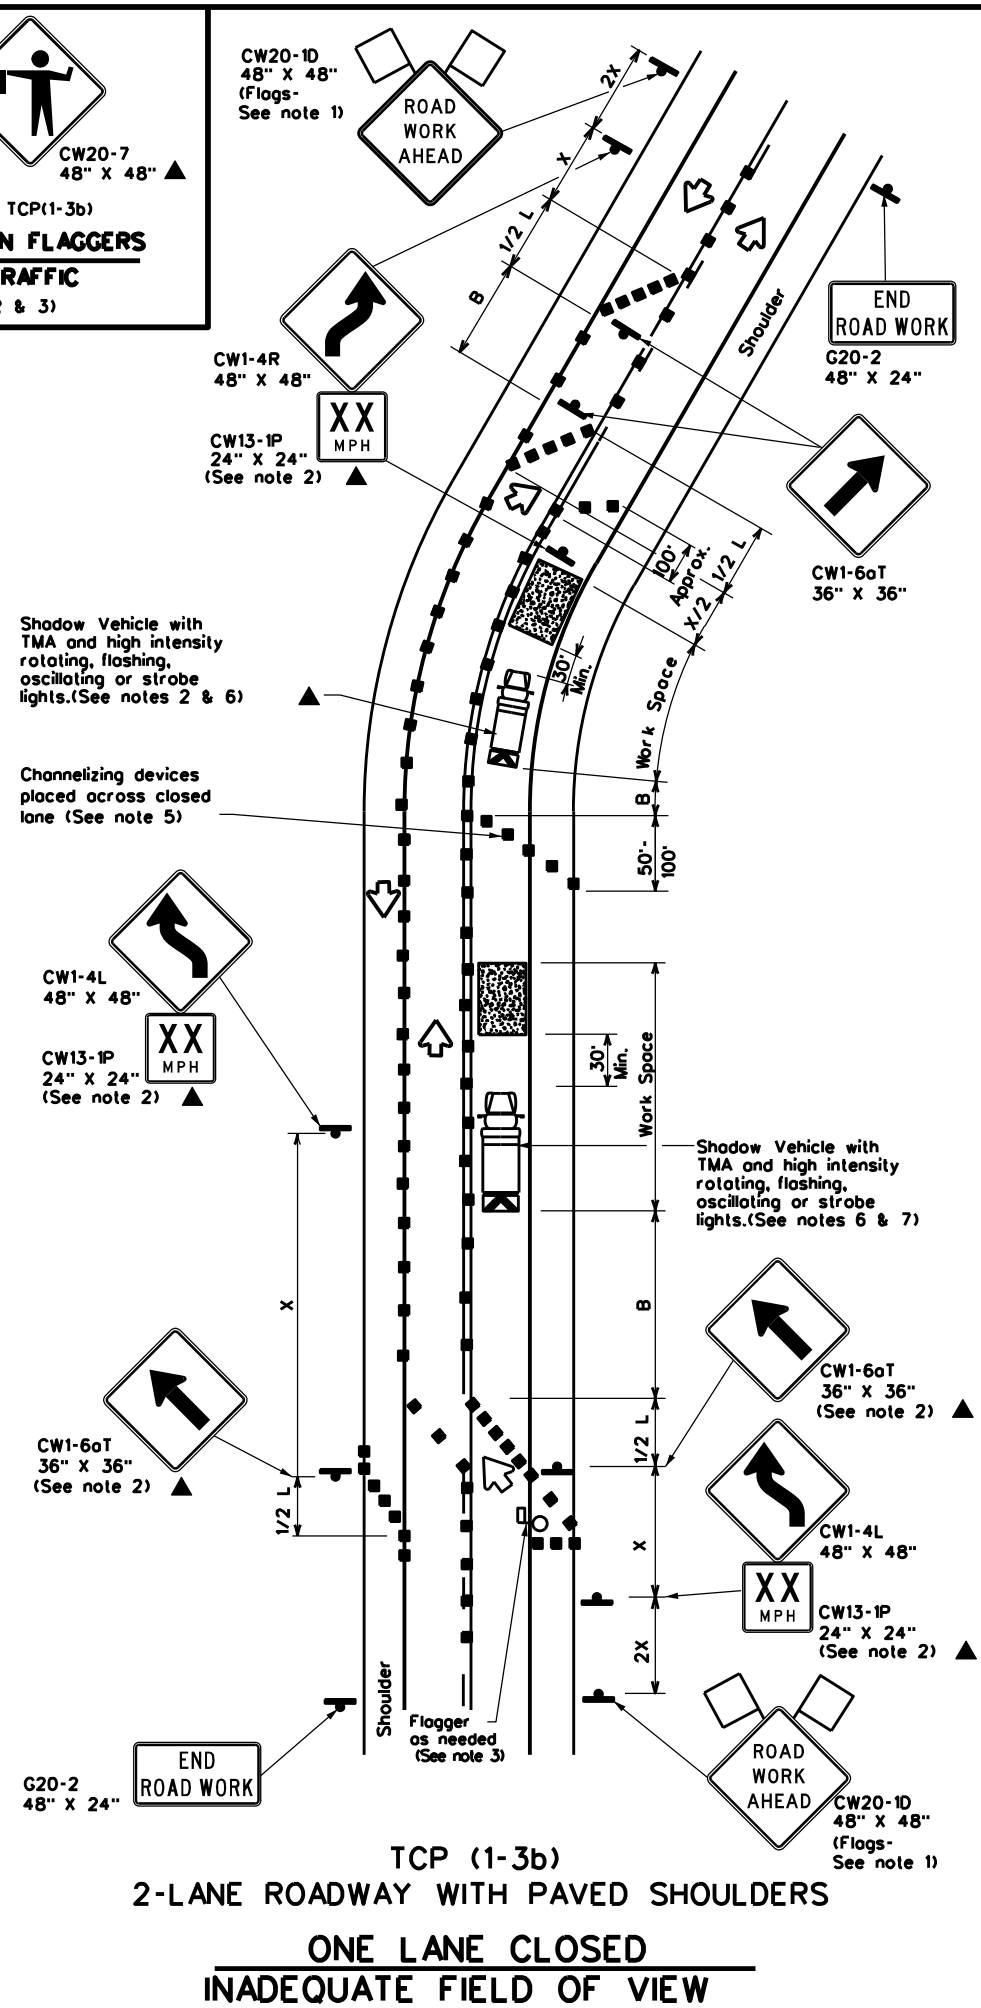 CW20-7
48" X 48"
TCP(1-3b)
N FLAGGERS
RAFFIC
& 3)
CW20-1D
48" X 48"
(Flags-
See note 1)
ROAD
WORK
AHEAD
2X
X
1/2 L
B
CW1-4R
48" X 48"
XX
MPH
CW13-1P
24" X 24"
(See note 2)
Shoulder
END
ROAD WORK
G20-2
48" X 24"
CW1-6aT
36" X 36"
100'
Approx.
1/2 L
X/2
30'
Min.
Work Space
B
50'-
100'
Shadow Vehicle with
TMA and high intensity
rotating, flashing,
oscillating or strobe
lights.(See notes 2 & 6)
Channelizing devices
placed across closed
lane (See note 5)
CW1-4L
48" X 48"
XX
MPH
CW13-1P
24" X 24"
(See note 2)
30'
Min.
Work Space
Shadow Vehicle with
TMA and high intensity
rotating, flashing,
oscillating or strobe
lights.(See notes 6 & 7)
X
B
CW1-6aT
36" X 36"
(See note 2)
1/2 L
CW1-6aT
36" X 36"
(See note 2)
1/2 L
X
CW1-4L
48" X 48"
XX
MPH
CW13-1P
24" X 24"
(See note 2)
2X
Shoulder
Flagger
as needed
(See note 3)
END
ROAD WORK
G20-2
48" X 24"
ROAD
WORK
AHEAD
CW20-1D
48" X 48"
(Flags-
See note 1)
TCP (1-3b)
2-LANE ROADWAY WITH PAVED SHOULDERS
ONE LANE CLOSED
INADEQUATE FIELD OF VIEW